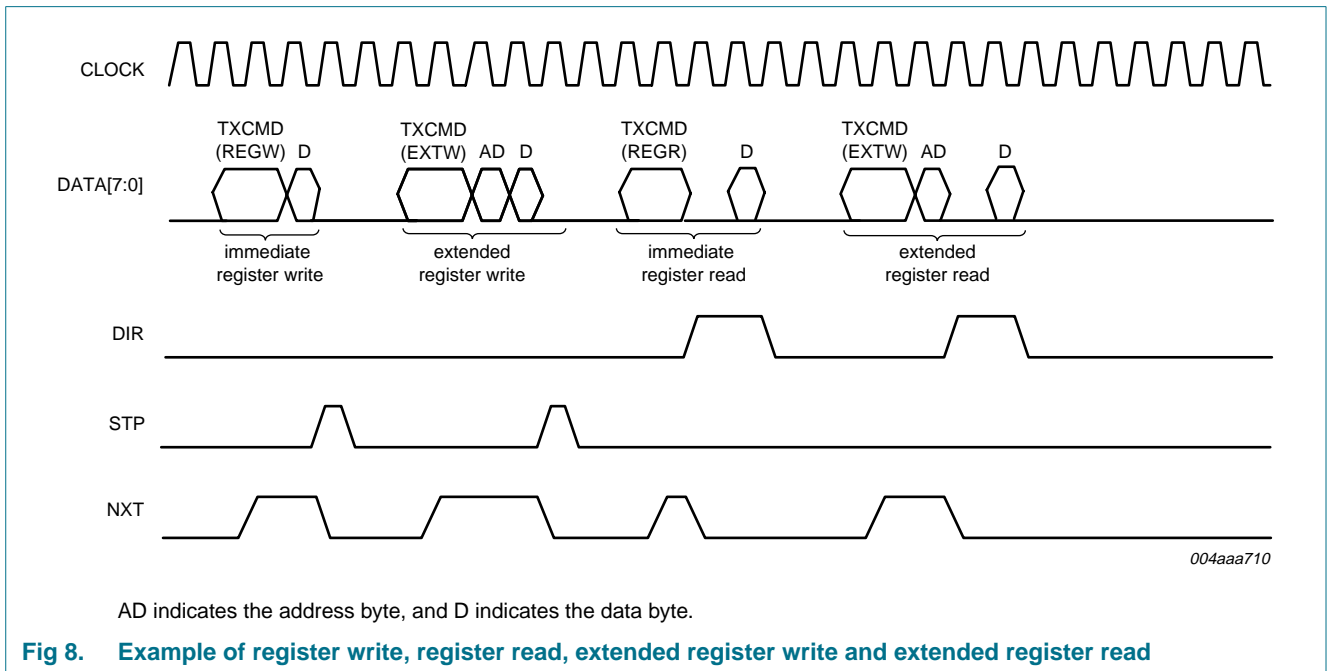 CLOCK
TXCMD TXCMD TXCMD TXCMD
(REGW) D (EXTW) AD D (REGR) D (EXTW) AD D
DATA[7:0]
immediate extended immediate extended
register write register write register read register read
DIR
STP
NXT
004aaa710
AD indicates the address byte, and D indicates the data byte.
Fig 8. Example of register write, register read, extended register write and extended register read